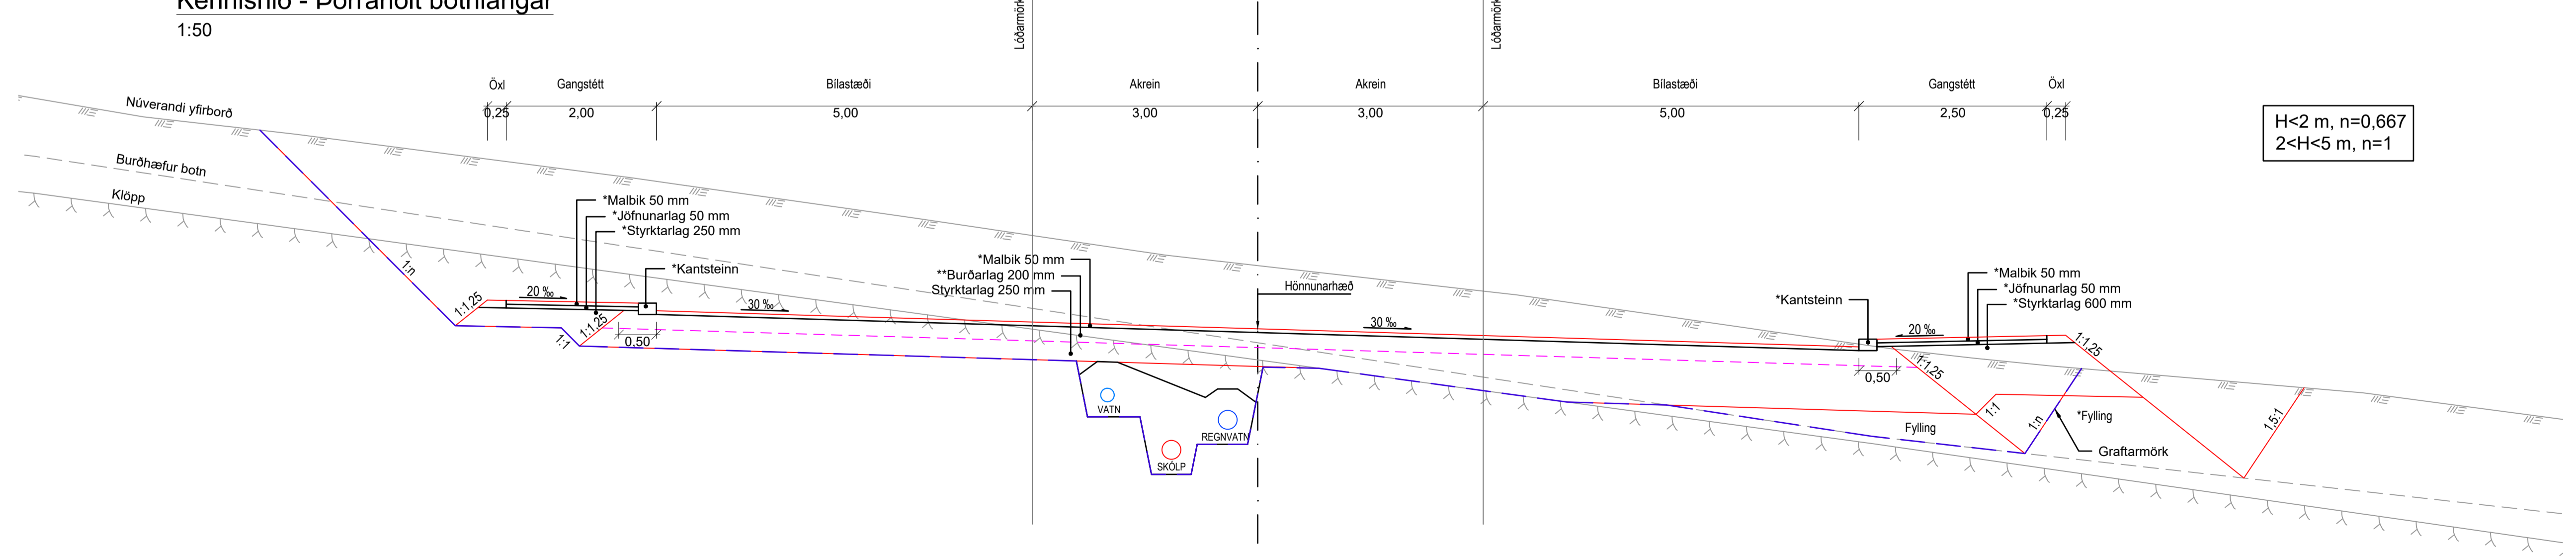 Kennisnið - Þorraholt botnlangar
1:50
Lóðarmörk
Lóðarmörk
Öxl
Gangstétt
Bílastæði
Akrein
Akrein
Bílastæði
Gangstétt
Öxl
0,25
2,00
5,00
3,00
3,00
5,00
2,50
0,25
H<2 m, n=0,667
2<H<5 m, n=1
Núverandi yfirborð
Burðhæfur botn
Klöpp
*Malbik 50 mm
*Jöfnunarlag 50 mm
*Styrktarlag 250 mm
*Kantsteinn
*Malbik 50 mm
**Burðarlag 200 mm
Styrktarlag 250 mm
Hönnunarhæð
*Malbik 50 mm
*Jöfnunarlag 50 mm
*Styrktarlag 600 mm
*Kantsteinn
1:n
1:1,25
20 ‰
1:1,25
1:1
0,50
30 ‰
30 ‰
20 ‰
1:1,25
0,50
1:1,25
1:1
1:n
*Fylling
1,5:1
Fylling
Graftarmörk
VATN
REGNVATN
SKÓLP